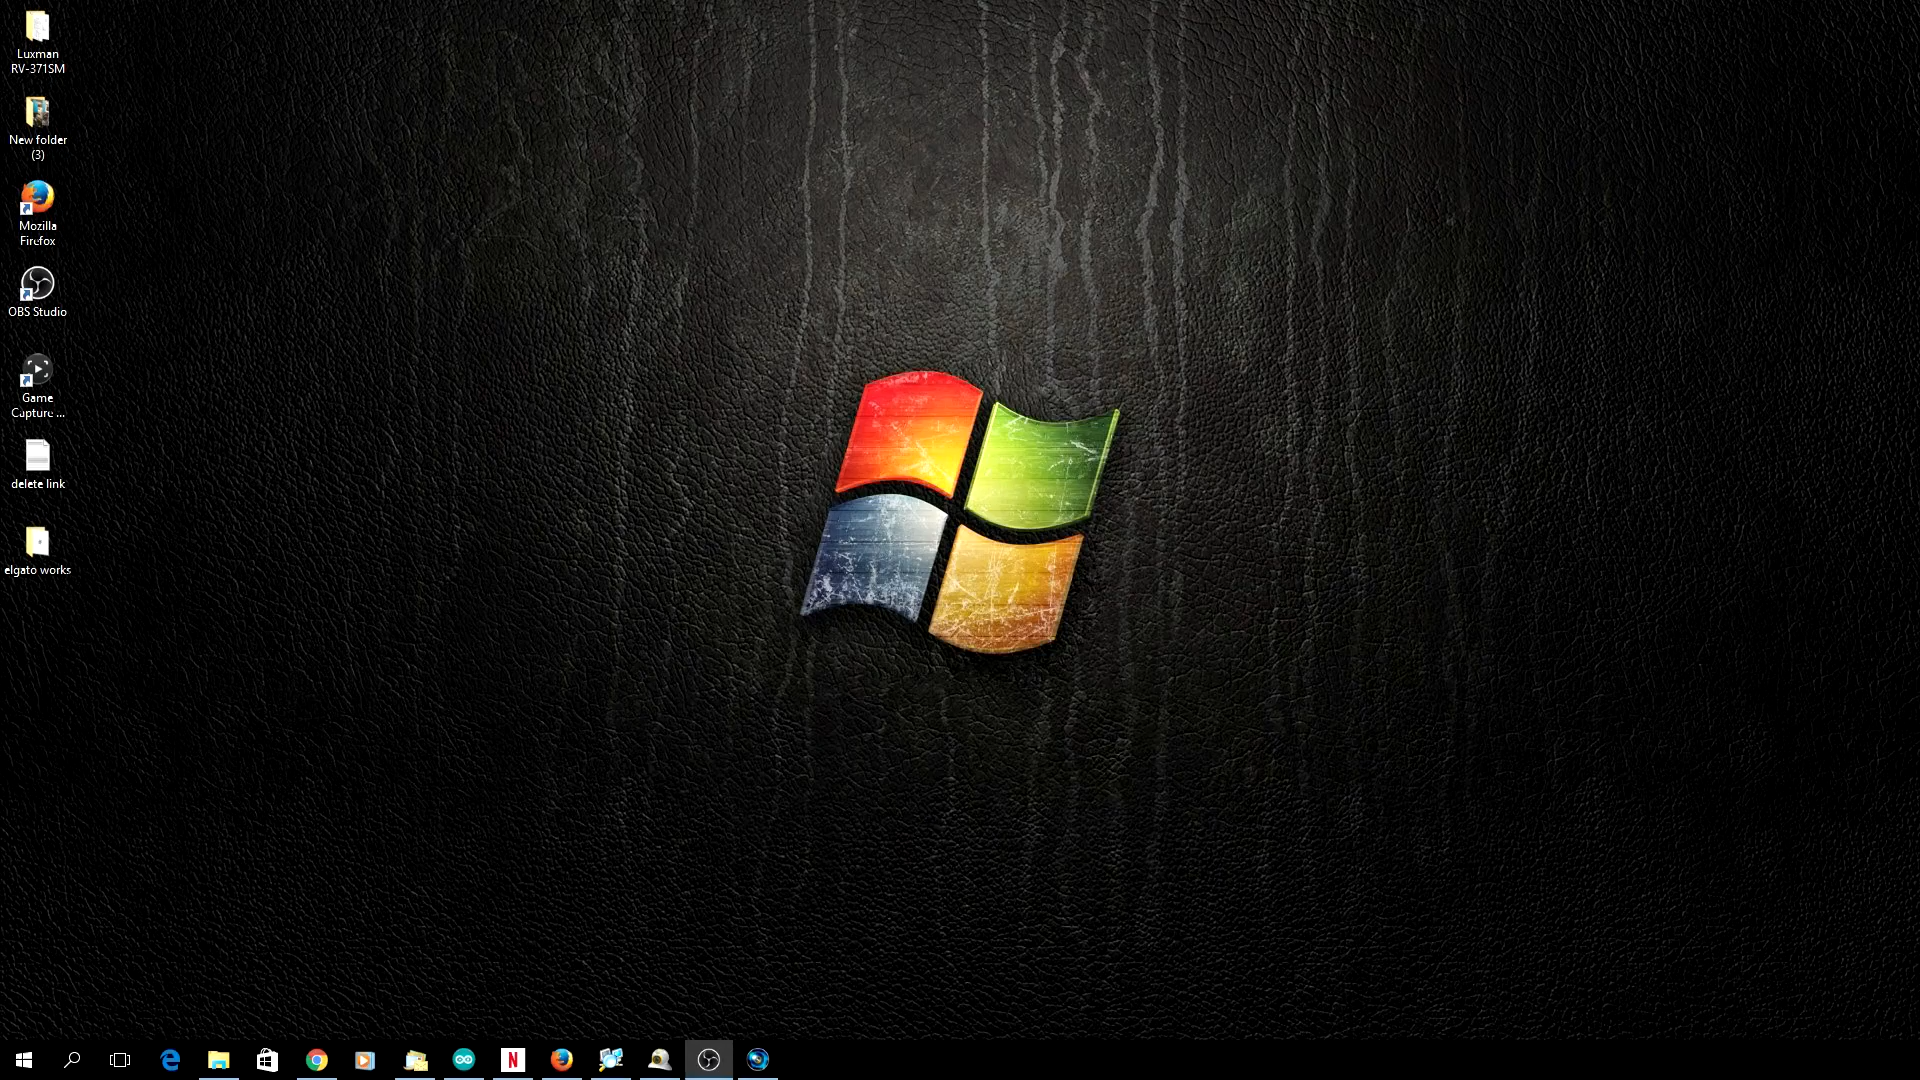 Luxman
RV-371SM
New folder
(3)
Mozilla
Firefox
OBS Studio
Game
Capture ...
delete link
elgato works
N